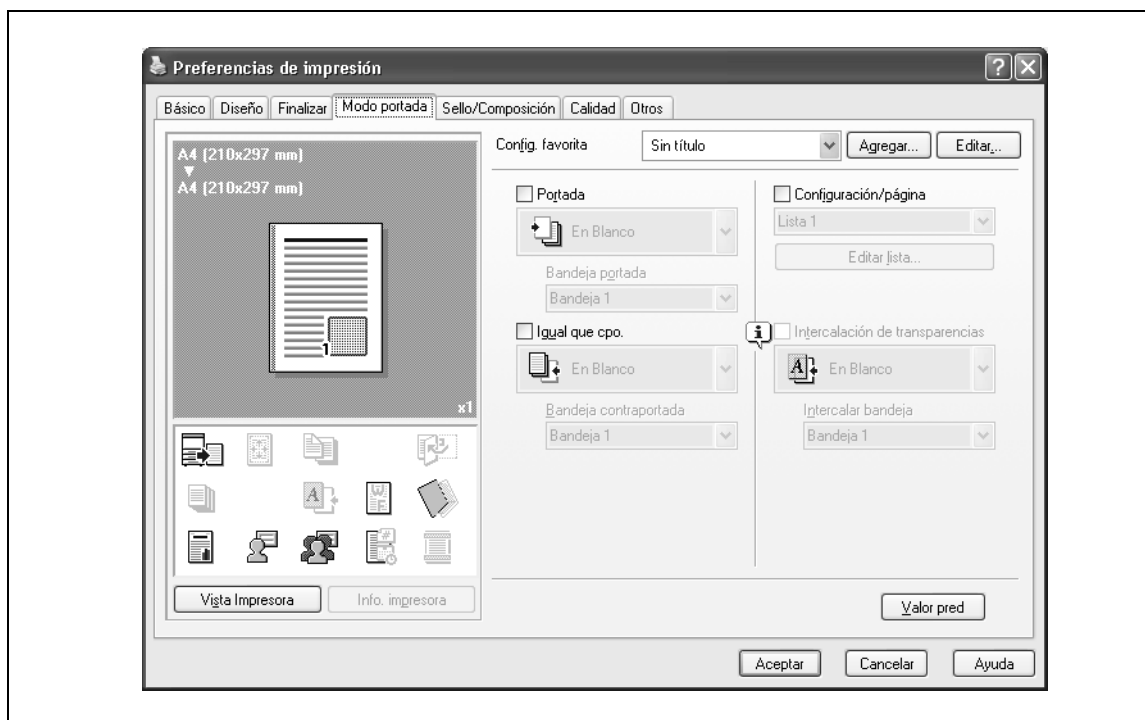 Preferencias de impresión
Básico Diseño Finalizar Modo portada Sello/Composición Calidad Otros
A4 (210x297 mm)
A4 (210x297 mm)
1
x1
Vista Impresora Info. impresora
Config. favorita Sin título Agregar... Editar...
Portada
En Blanco
Bandeja portada
Bandeja 1
Igual que cpo.
En Blanco
Bandeja contraportada
Bandeja 1
Configuración/página
Lista 1
Editar lista...
Intercalación de transparencias
A En Blanco
Intercalar bandeja
Bandeja 1
Valor pred
Aceptar Cancelar Ayuda